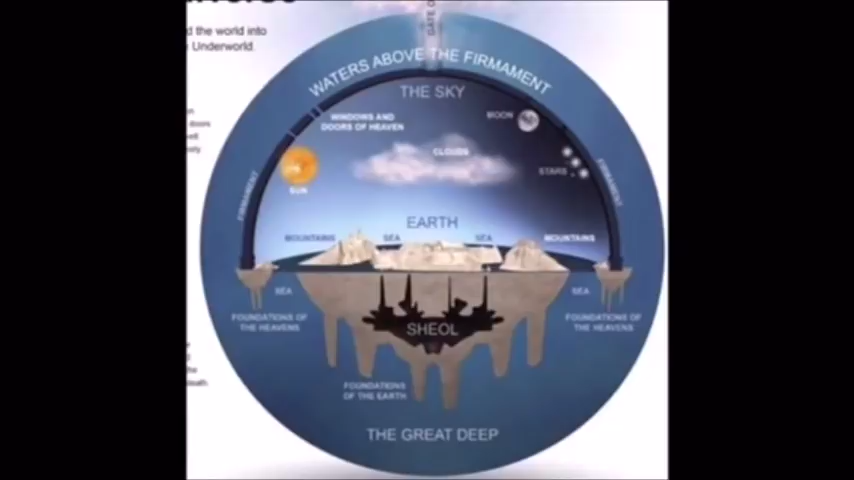 d the world into
Underworld.
GATE O
WATERS ABOVE THE FIRMAMENT
THE SKY
WINDOWS AND
DOORS OF HEAVEN
MOON
CLOUDS
STARS
SUN
FIRMAMENT
FIRMAMENT
EARTH
MOUNTAINS
SEA
SEA
MOUNTAINS
SEA
SEA
FOUNDATIONS OF
THE HEAVENS
FOUNDATIONS OF
THE HEAVENS
SHEOL
FOUNDATIONS
OF THE EARTH
THE GREAT DEEP